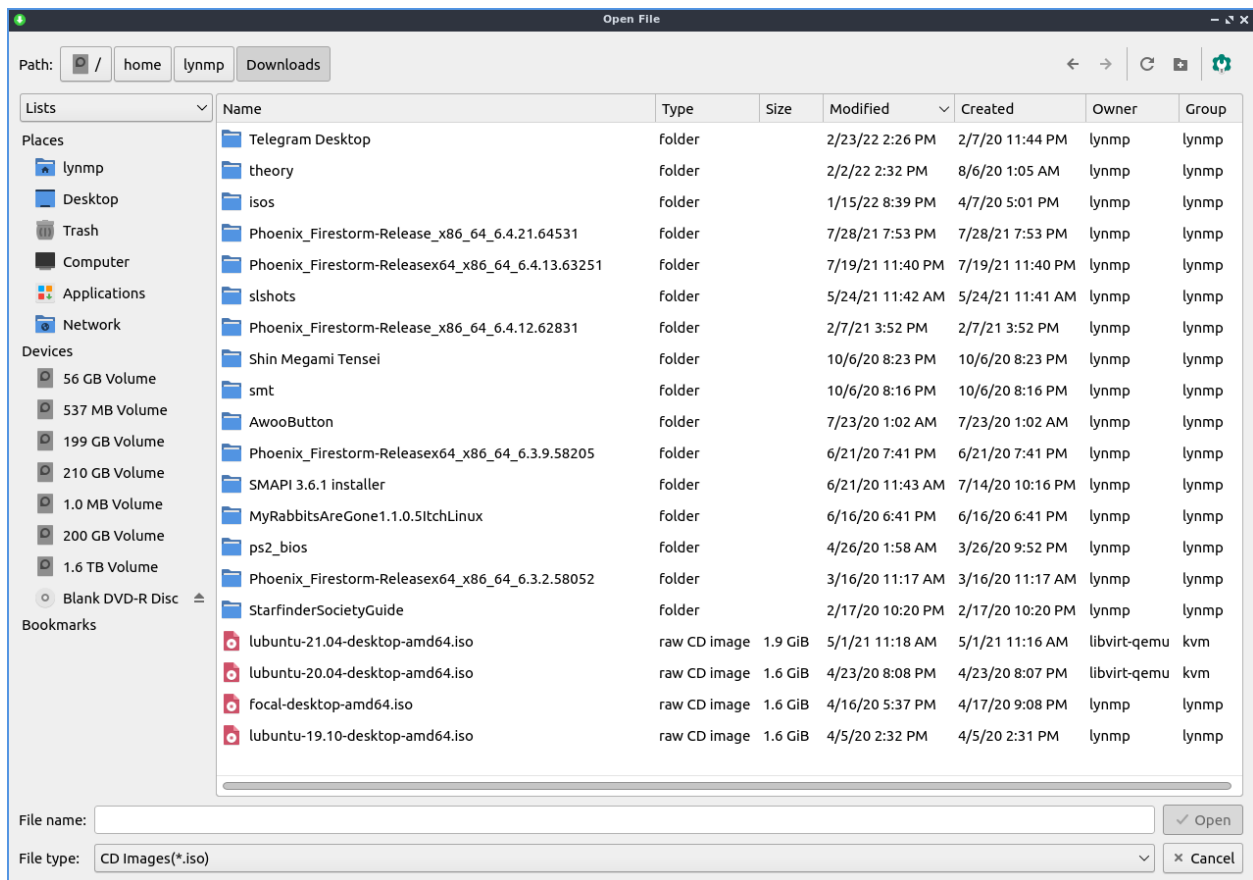 Open File
Path: / home lynmp Downloads
Lists Name Type Size Modified Created Owner Group
Places
lynmp
Desktop
Trash
Computer
Applications
Network
Devices
56 GB Volume
537 MB Volume
199 GB Volume
210 GB Volume
1.0 MB Volume
200 GB Volume
1.6 TB Volume
Blank DVD-R Disc
Bookmarks
Telegram Desktop folder 2/23/22 2:26 PM 2/7/20 11:44 PM lynmp lynmp
theory folder 2/2/22 2:32 PM 8/6/20 1:05 AM lynmp lynmp
isos folder 1/15/22 8:39 PM 4/7/20 5:01 PM lynmp lynmp
Phoenix_Firestorm-Release_x86_64_6.4.21.64531 folder 7/28/21 7:53 PM 7/28/21 7:53 PM lynmp lynmp
Phoenix_Firestorm-Releasex64_x86_64_6.4.13.63251 folder 7/19/21 11:40 PM 7/19/21 11:40 PM lynmp lynmp
slshots folder 5/24/21 11:42 AM 5/24/21 11:41 AM lynmp lynmp
Phoenix_Firestorm-Release_x86_64_6.4.12.62831 folder 2/7/21 3:52 PM 2/7/21 3:52 PM lynmp lynmp
Shin Megami Tensei folder 10/6/20 8:23 PM 10/6/20 8:23 PM lynmp lynmp
smt folder 10/6/20 8:16 PM 10/6/20 8:16 PM lynmp lynmp
AwooButton folder 7/23/20 1:02 AM 7/23/20 1:02 AM lynmp lynmp
Phoenix_Firestorm-Releasex64_x86_64_6.3.9.58205 folder 6/21/20 7:41 PM 6/21/20 7:41 PM lynmp lynmp
SMAPI 3.6.1 installer folder 6/21/20 11:43 AM 7/14/20 10:16 PM lynmp lynmp
MyRabbitsAreGone1.1.0.5ItchLinux folder 6/16/20 6:41 PM 6/16/20 6:41 PM lynmp lynmp
ps2_bios folder 4/26/20 1:58 AM 3/26/20 9:52 PM lynmp lynmp
Phoenix_Firestorm-Releasex64_x86_64_6.3.2.58052 folder 3/16/20 11:17 AM 3/16/20 11:17 AM lynmp lynmp
StarfinderSocietyGuide folder 2/17/20 10:20 PM 2/17/20 10:20 PM lynmp lynmp
lubuntu-21.04-desktop-amd64.iso raw CD image 1.9 GiB 5/1/21 11:18 AM 5/1/21 11:16 AM libvirt-qemu kvm
lubuntu-20.04-desktop-amd64.iso raw CD image 1.6 GiB 4/23/20 8:08 PM 4/23/20 8:07 PM libvirt-qemu kvm
focal-desktop-amd64.iso raw CD image 1.6 GiB 4/16/20 5:37 PM 4/17/20 9:08 PM lynmp lynmp
lubuntu-19.10-desktop-amd64.iso raw CD image 1.6 GiB 4/5/20 2:32 PM 4/5/20 2:31 PM lynmp lynmp
File name: Open
File type: CD Images(*.iso) Cancel